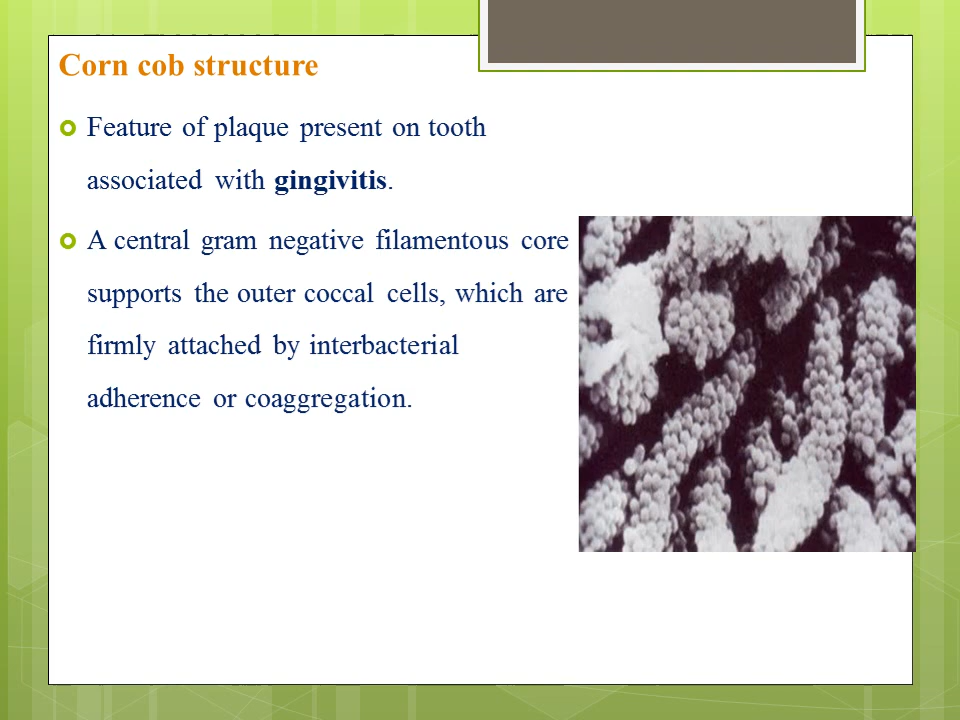 Corn cob structure
Feature of plaque present on tooth
associated with gingivitis.
A central gram negative filamentous core
supports the outer coccal cells, which are
firmly attached by interbacterial
adherence or coaggregation.